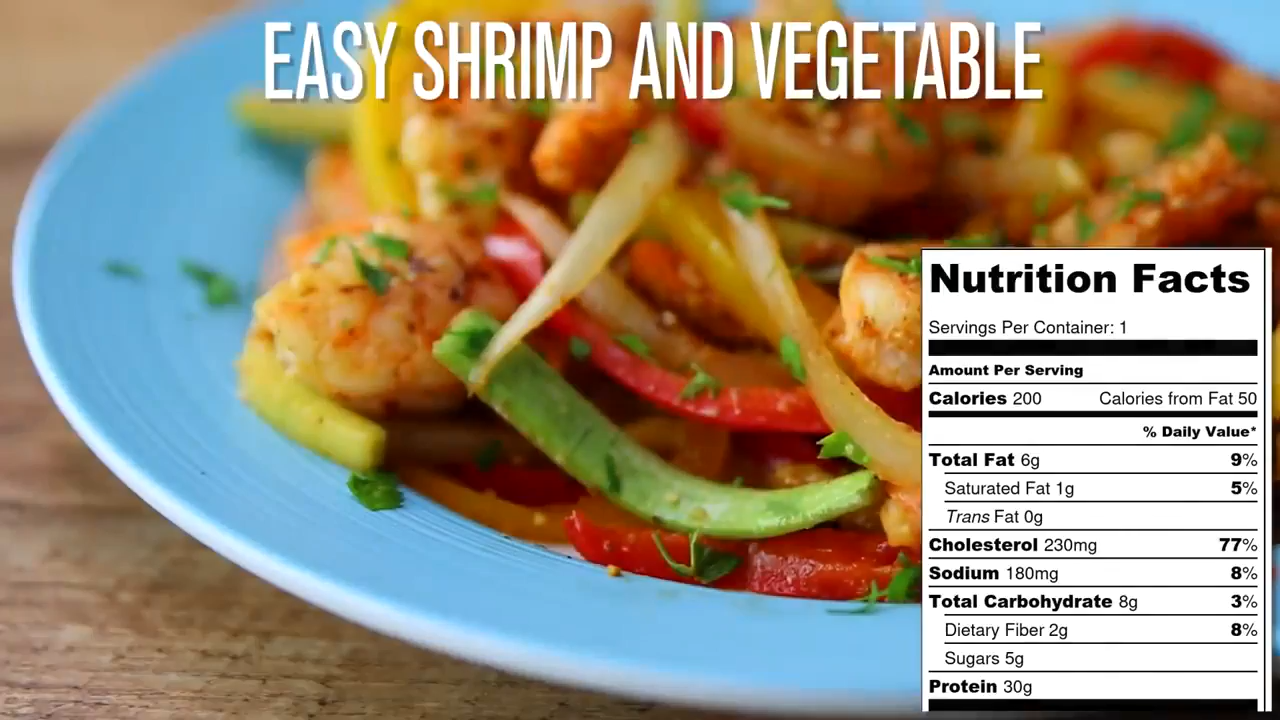 EASY SHRIMP AND VEGETABLE
Nutrition Facts
Servings Per Container: 1
Amount Per Serving
Calories 200 Calories from Fat 50
% Daily Value*
Total Fat 6g 9%
Saturated Fat 1g 5%
Trans Fat 0g
Cholesterol 230mg 77%
Sodium 180mg 8%
Total Carbohydrate 8g 3%
Dietary Fiber 2g 8%
Sugars 5g
Protein 30g